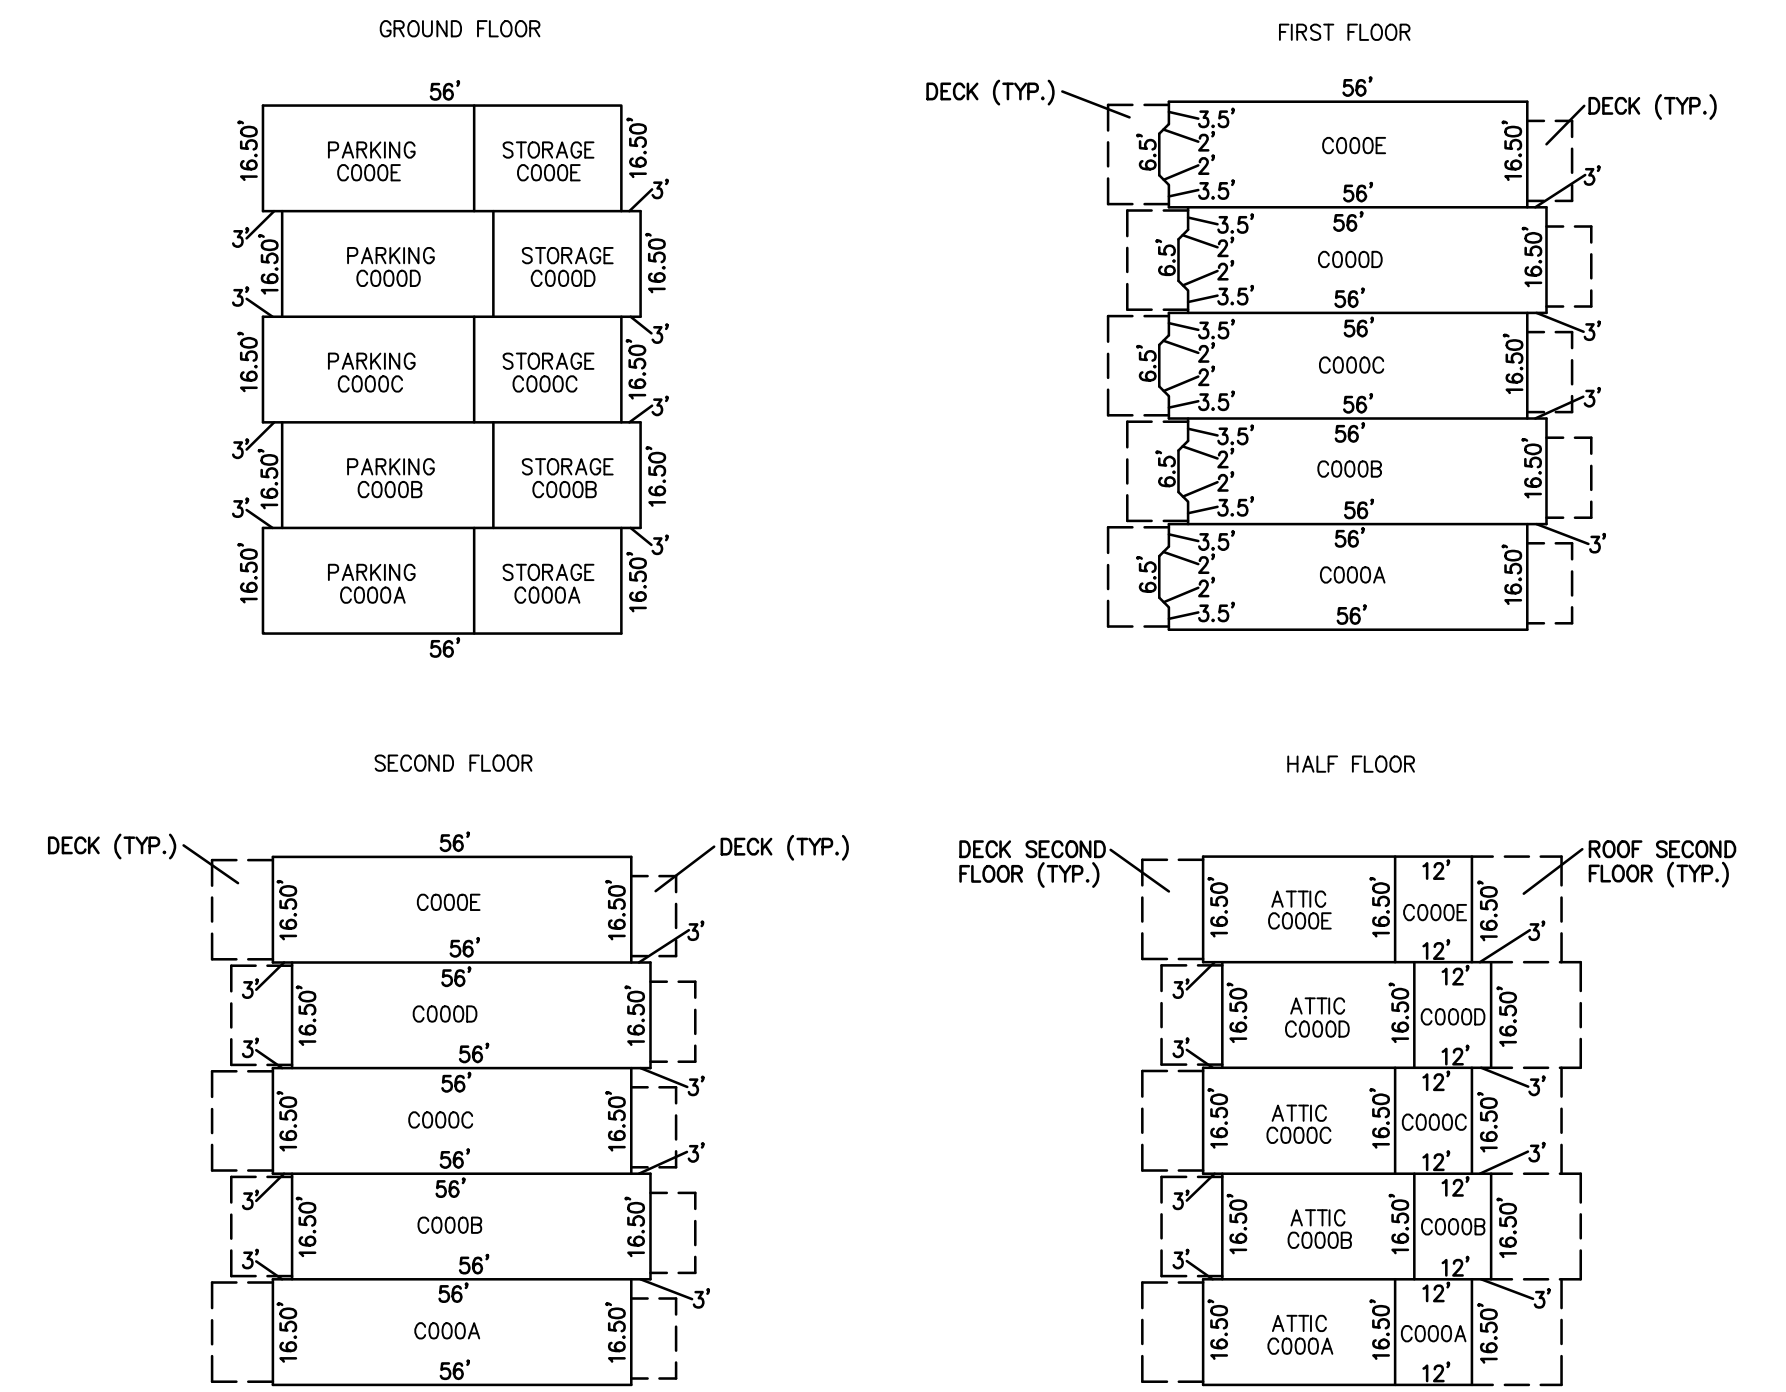 GROUND FLOOR
56'
16.50'
PARKING
C000E
STORAGE
C000E
16.50'
3'
3'
16.50'
PARKING
C000D
STORAGE
C000D
16.50'
3'
3'
16.50'
PARKING
C000C
STORAGE
C000C
16.50'
3'
3'
16.50'
PARKING
C000B
STORAGE
C000B
16.50'
3'
3'
16.50'
PARKING
C000A
STORAGE
C000A
16.50'
56'
FIRST FLOOR
DECK (TYP.)
56'
DECK (TYP.)
3.5'
2'
6.5'
2'
3.5'
C000E
16.50'
56'
3'
56'
3.5'
2'
6.5'
2'
3.5'
C000D
16.50'
56'
3'
56'
3.5'
2'
6.5'
2'
3.5'
C000C
16.50'
56'
3'
56'
3.5'
2'
6.5'
2'
3.5'
C000B
16.50'
56'
3'
56'
3.5'
2'
6.5'
2'
3.5'
C000A
16.50'
56'
SECOND FLOOR
DECK (TYP.)
56'
DECK (TYP.)
16.50'
C000E
16.50'
56'
3'
3'
56'
16.50'
C000D
16.50'
56'
3'
3'
56'
16.50'
C000C
16.50'
56'
3'
3'
56'
16.50'
C000B
16.50'
56'
3'
3'
56'
16.50'
C000A
16.50'
56'
HALF FLOOR
DECK SECOND
FLOOR (TYP.)
ROOF SECOND
FLOOR (TYP.)
16.50'
ATTIC
C000E
16.50'
12'
C000E
12'
16.50'
3'
3'
16.50'
ATTIC
C000D
16.50'
12'
C000D
12'
16.50'
3'
3'
16.50'
ATTIC
C000C
16.50'
12'
C000C
12'
16.50'
3'
3'
16.50'
ATTIC
C000B
16.50'
12'
C000B
12'
16.50'
3'
3'
16.50'
ATTIC
C000A
16.50'
12'
C000A
12'
16.50'